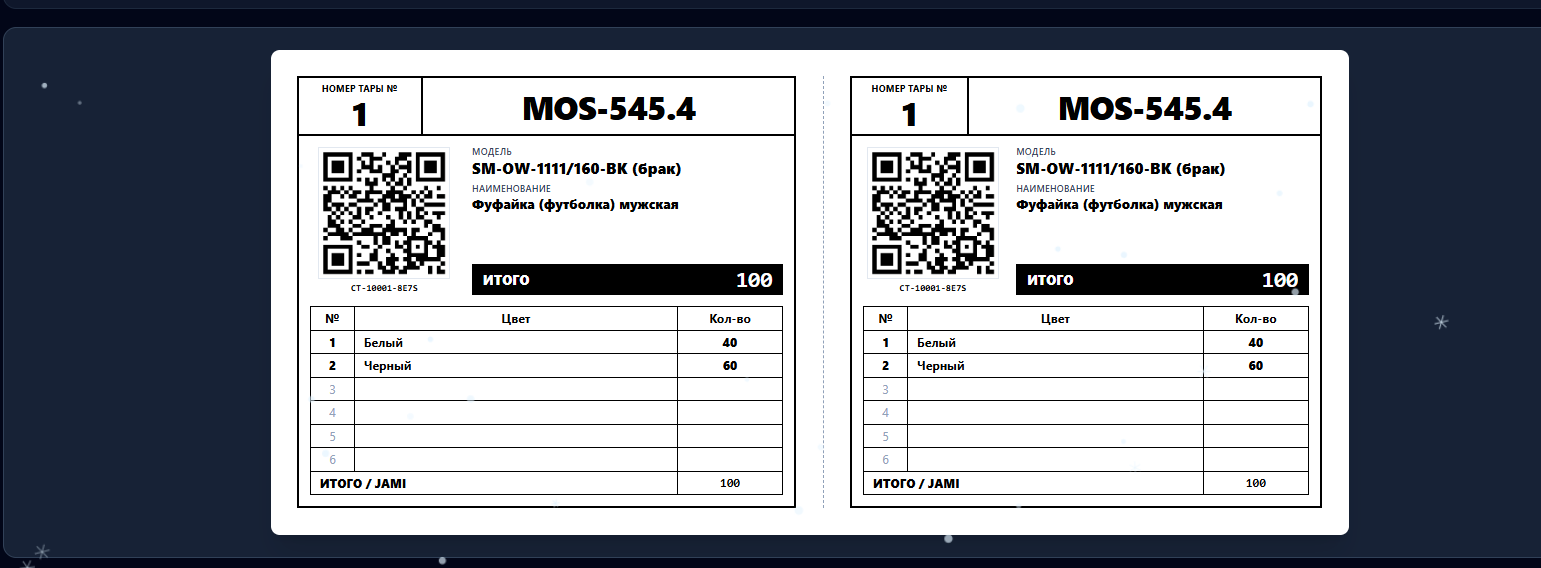 НОМЕР ТАРЫ №
1
MOS-545.4
МОДЕЛЬ
SM-OW-1111/160-BK (брак)
НАИМЕНОВАНИЕ
Фуфайка (футболка) мужская
CT-10001-8E7S
ИТОГО 100
№ Цвет Кол-во
1 Белый 40
2 Черный 60
3
4
5
6
ИТОГО / JAMI 100
НОМЕР ТАРЫ №
1
MOS-545.4
МОДЕЛЬ
SM-OW-1111/160-BK (брак)
НАИМЕНОВАНИЕ
Фуфайка (футболка) мужская
CT-10001-8E7S
ИТОГО 100
№ Цвет Кол-во
1 Белый 40
2 Черный 60
3
4
5
6
ИТОГО / JAMI 100